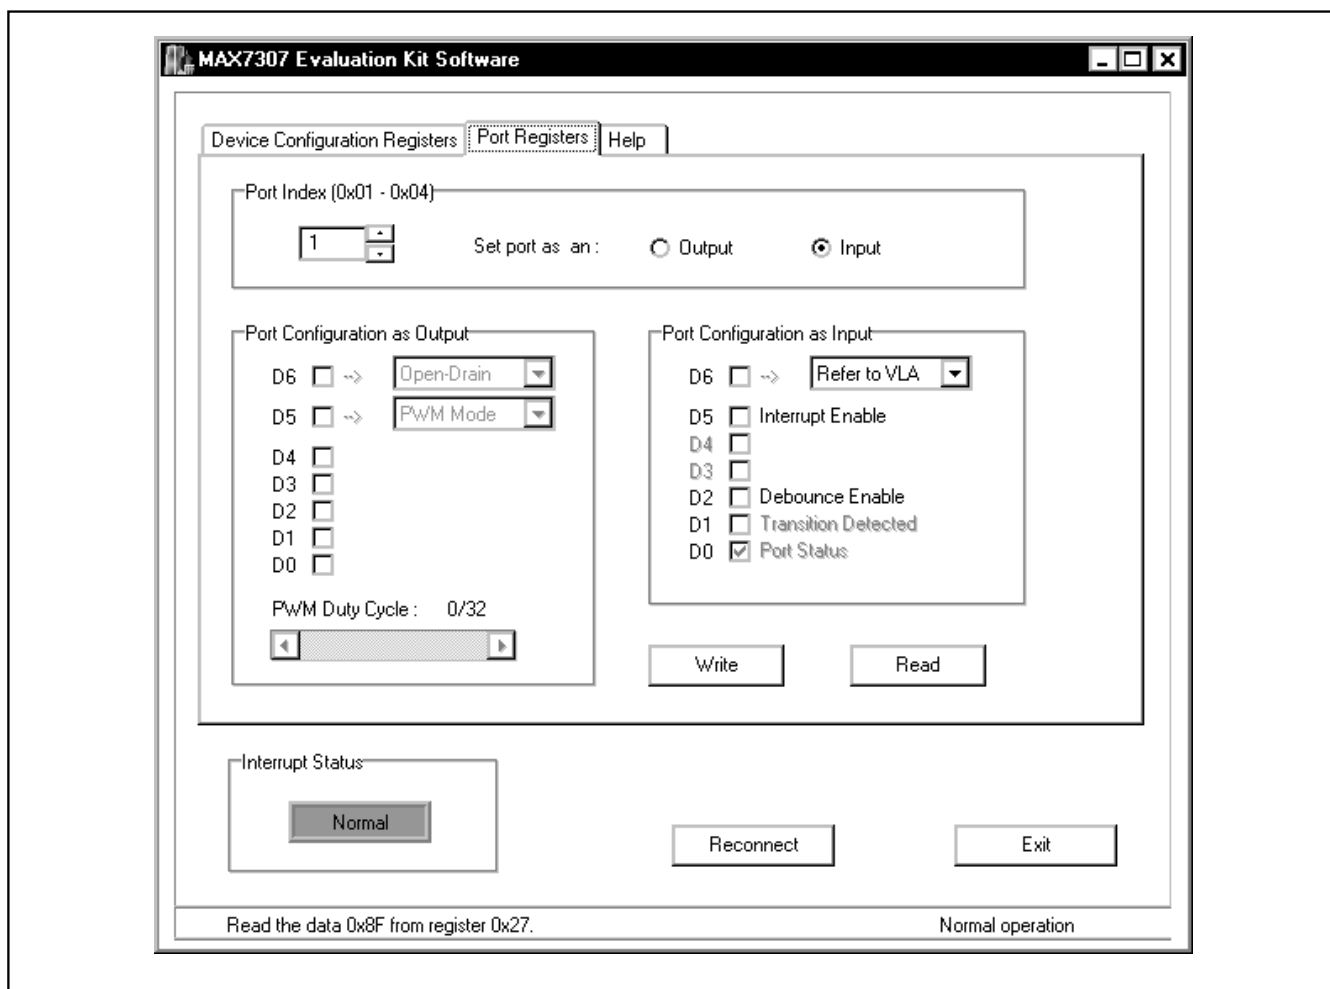 MAX7307 Evaluation Kit Software
Device Configuration Registers Port Registers Help
Port Index (0x01 - 0x04)
1 Set port as an : Output Input
Port Configuration as Output
D6 --> Open-Drain
D5 --> PWM Mode
D4
D3
D2
D1
D0
PWM Duty Cycle : 0/32
Port Configuration as Input
D6 --> Refer to VLA
D5 Interrupt Enable
D4
D3
D2 Debounce Enable
D1 Transition Detected
D0 Port Status
Write Read
Interrupt Status
Normal
Reconnect Exit
Read the data 0x8F from register 0x27. Normal operation